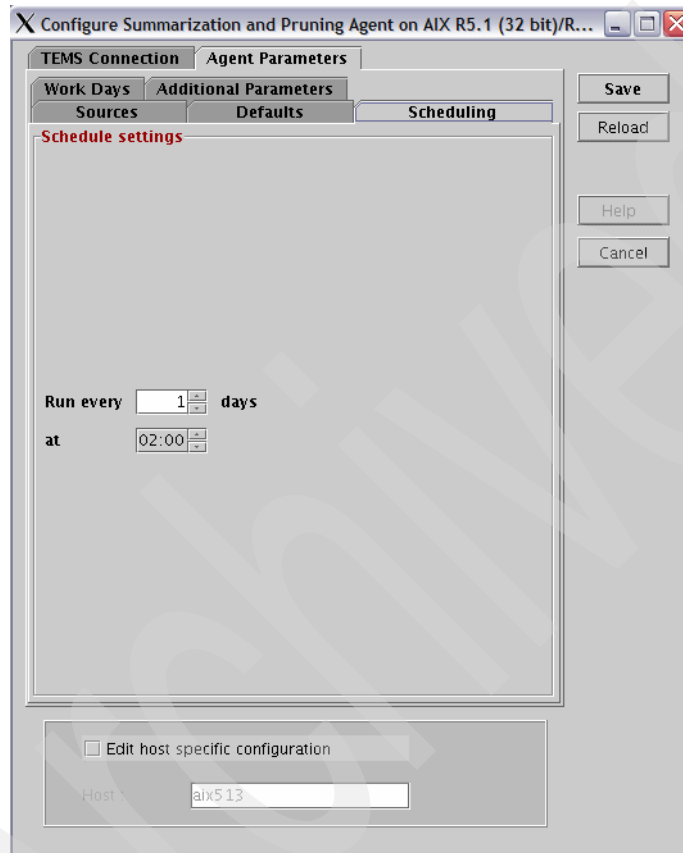 X Configure Summarization and Pruning Agent on AIX R5.1 (32 bit)/R...
TEMS Connection Agent Parameters
Work Days Additional Parameters
Sources Defaults Scheduling
Schedule settings
Run every 1 days
at 02:00
Save
Reload
Help
Cancel
Edit host specific configuration
Host : aix513